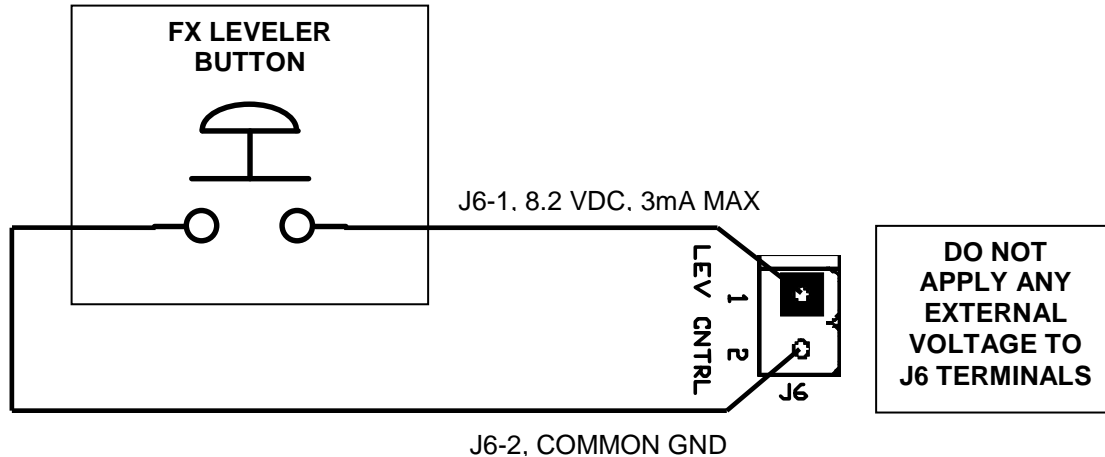 FX LEVELER
BUTTON
J6-1, 8.2 VDC, 3mA MAX
LEV CNTRL
1
2
J6
DO NOT
APPLY ANY
EXTERNAL
VOLTAGE TO
J6 TERMINALS
J6-2, COMMON GND